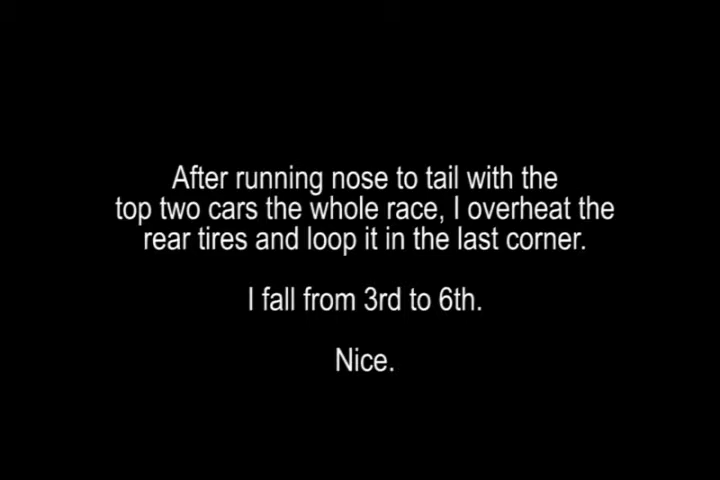 After running nose to tail with the
top two cars the whole race, I overheat the
rear tires and loop it in the last corner.
I fall from 3rd to 6th.
Nice.